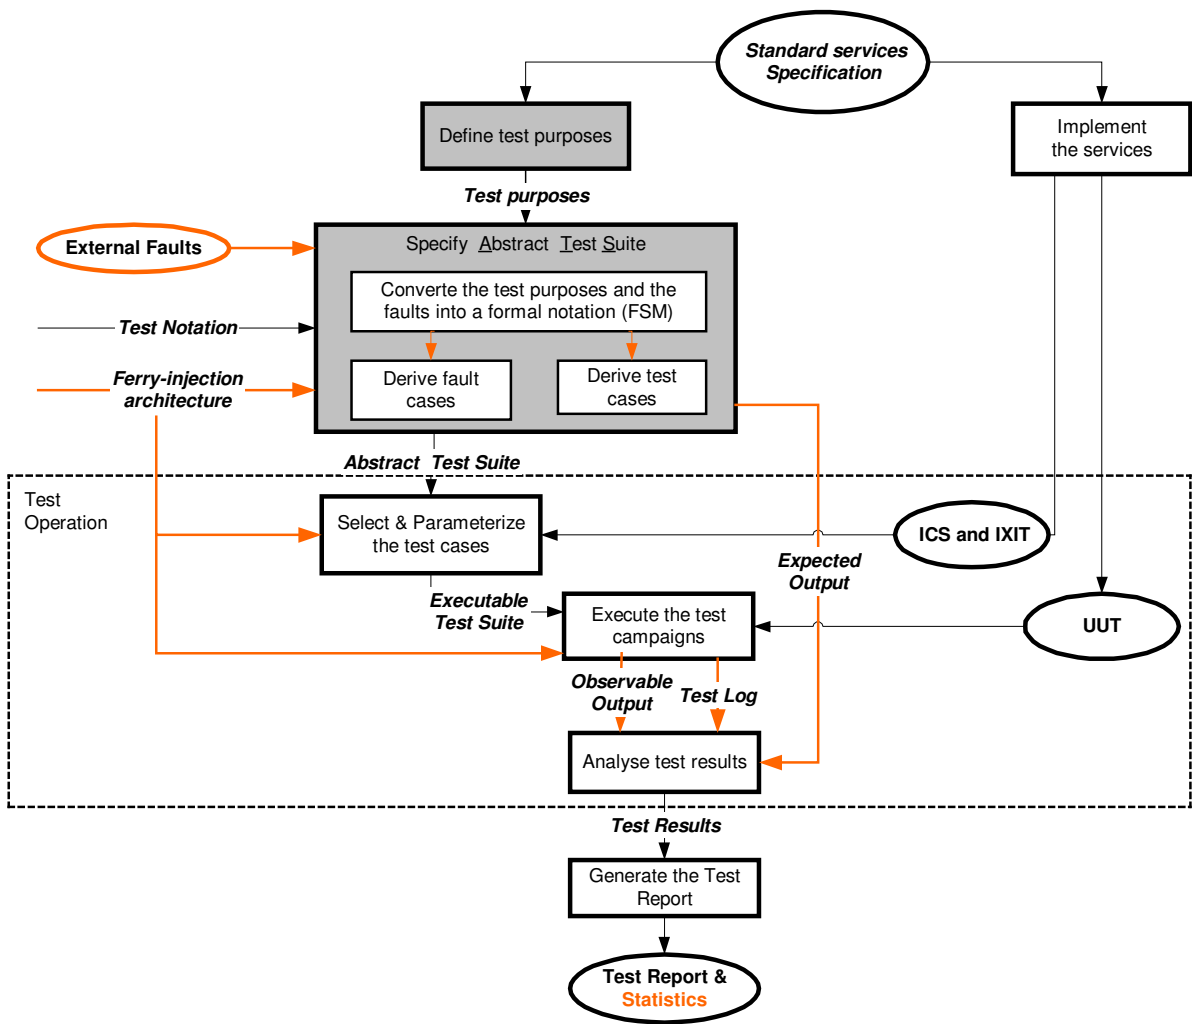 Standard services
Specification
Define test purposes
Implement
the services
Test purposes
External Faults
Specify Abstract Test Suite
Converte the test purposes and the
faults into a formal notation (FSM)
Test Notation
Ferry-injection
architecture
Derive fault
cases
Derive test
cases
Abstract Test Suite
Test
Operation
Select & Parameterize
the test cases
ICS and IXIT
Expected
Output
Executable
Test Suite
Execute the test
campaigns
UUT
Observable
Output
Test Log
Analyse test results
Test Results
Generate the Test
Report
Test Report &
Statistics